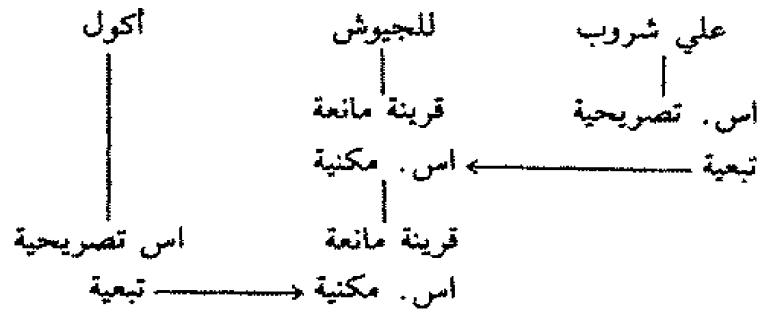 علي شروب للجيوش أكول
اس. تصريحية قرينة مانعة
تبعية اس. مكنية
اس تصريحية قرينة مانعة
تبعية اس. مكنية